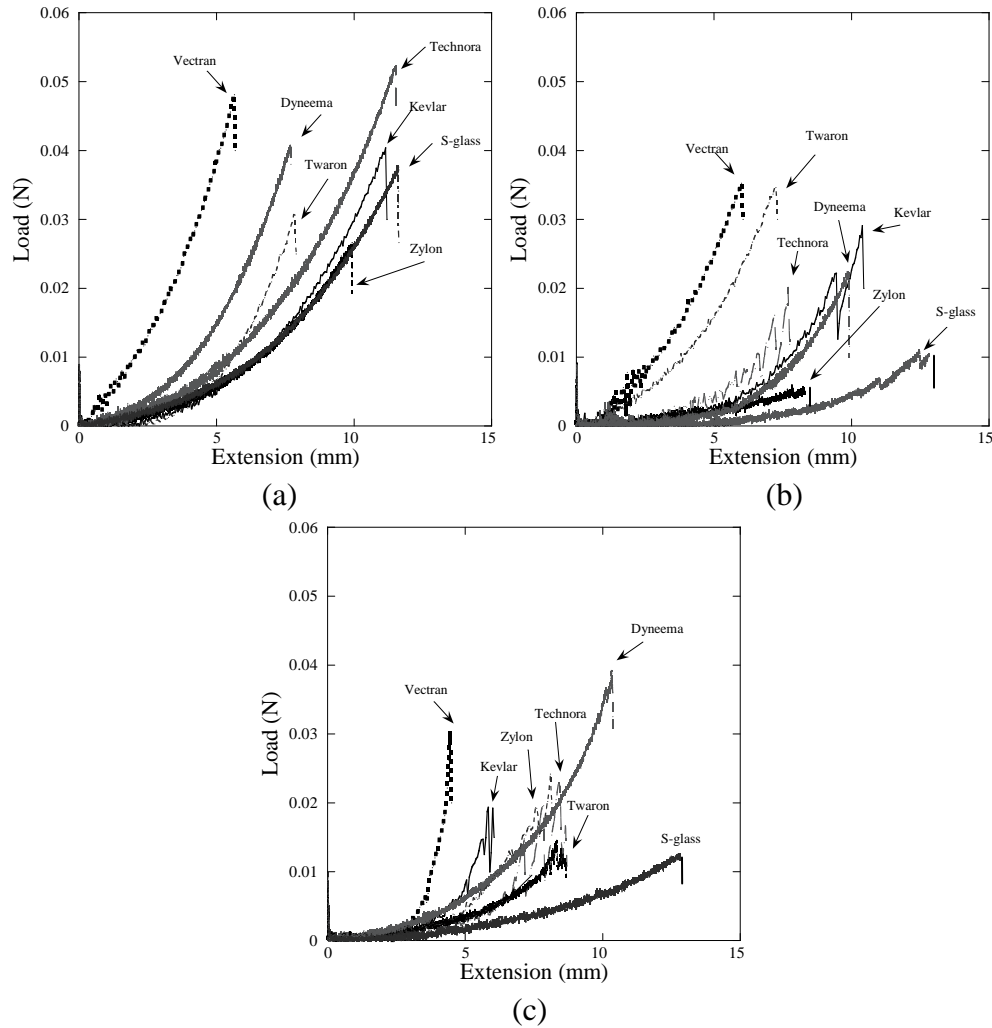 0.06
0.05
0.04
0.03
0.02
0.01
0
Load (N)
Vectran
Technora
Dyneema
Kevlar
S-glass
Twaron
Zylon
0 5 10 15
Extension (mm)
(a)
0.06
0.05
0.04
0.03
0.02
0.01
0
Load (N)
Vectran
Twaron
Dyneema
Kevlar
Technora
Zylon
S-glass
0 5 10 15
Extension (mm)
(b)
0.06
0.05
0.04
0.03
0.02
0.01
0
Load (N)
Dyneema
Vectran
Technora
Zylon
Kevlar
Twaron
S-glass
0 5 10 15
Extension (mm)
(c)